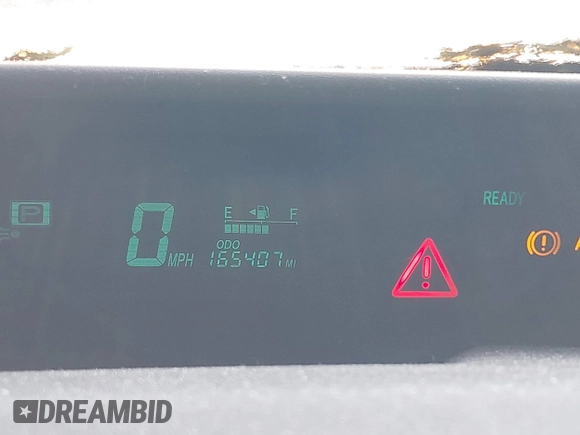 READY
P
E F
0 MPH
ODO
165407 MI
DREAMBID